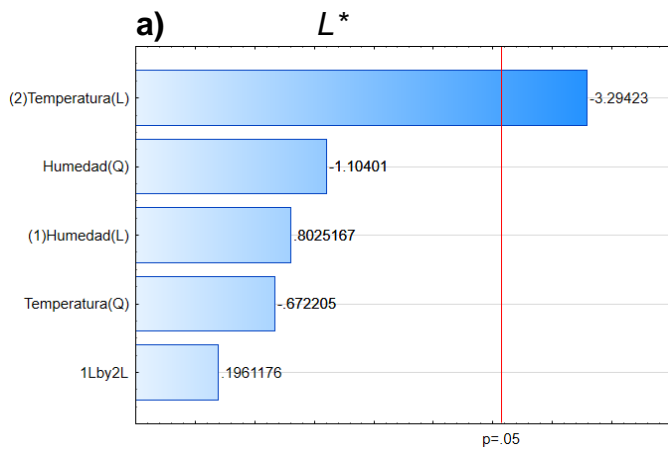 a) L*
(2)Temperatura(L) -3.29423
Humedad(Q) -1.10401
(1)Humedad(L) .8025167
Temperatura(Q) -.672205
1Lby2L .1961176
p=.05